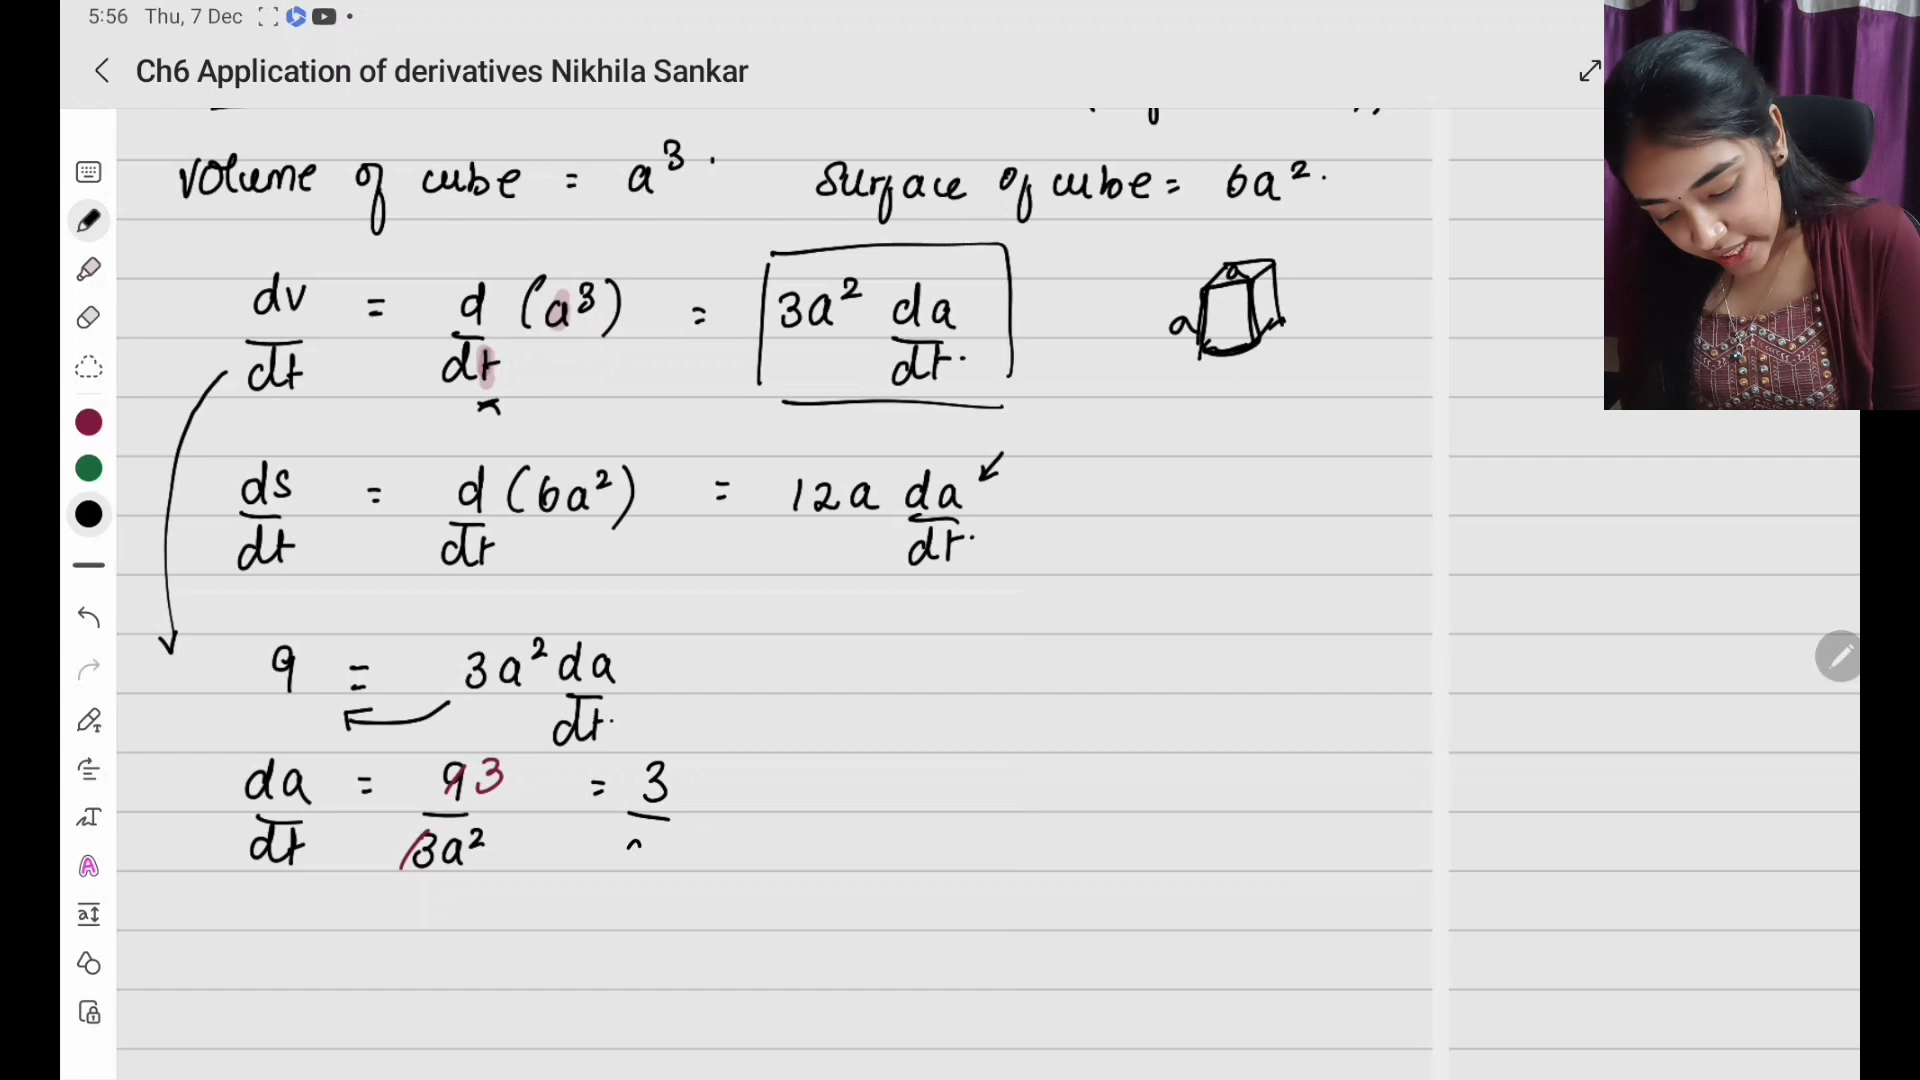 5:56 Thu, 7 Dec
Ch6 Application of derivatives Nikhila Sankar
Volume of cube = a³. Surface of cube = 6a².
dv/dt = d/dt (a³) = 3a² da/dt.
a
a
ds/dt = d/dt (6a²) = 12a da/dt.
9 = 3a² da/dt.
da/dt = 9 3/3a² = 3/